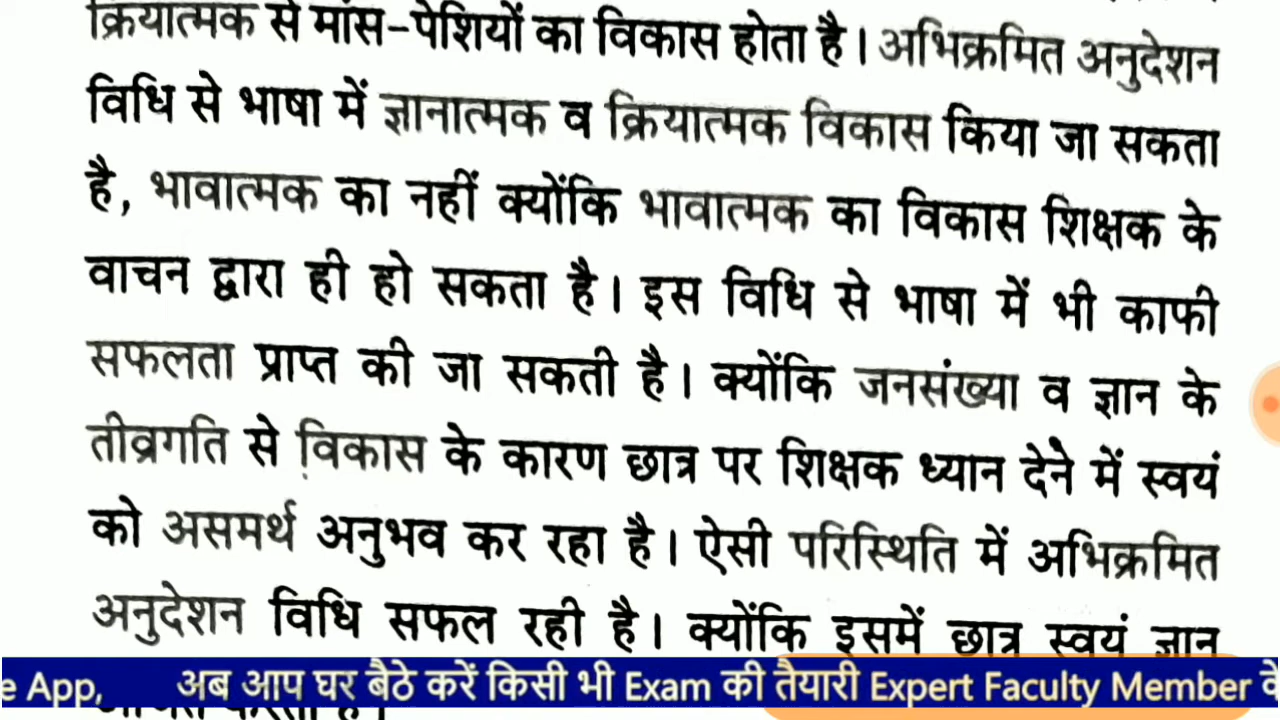 क्रियात्मक से मांस-पेशियों का विकास होता है। अभिक्रमित अनुदेशन
विधि से भाषा में ज्ञानात्मक व क्रियात्मक विकास किया जा सकता
है, भावात्मक का नहीं क्योंकि भावात्मक का विकास शिक्षक के
वाचन द्वारा ही हो सकता है। इस विधि से भाषा में भी काफी
सफलता प्राप्त की जा सकती है। क्योंकि जनसंख्या व ज्ञान के
तीव्रगति से विकास के कारण छात्र पर शिक्षक ध्यान देने में स्वयं
को असमर्थ अनुभव कर रहा है। ऐसी परिस्थिति में अभिक्रमित
अनुदेशन विधि सफल रही है। क्योंकि इसमें छात्र स्वयं ज्ञान
e App, अब आप घर बैठे करें किसी भी Exam की तैयारी Expert Faculty Member के